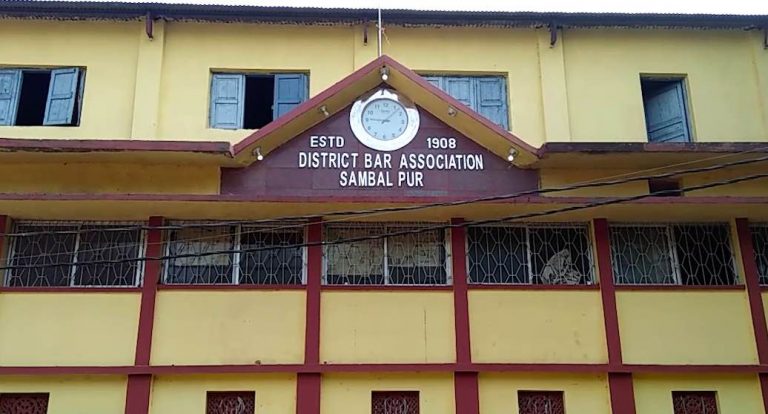 ESTD 1908
DISTRICT BAR ASSOCIATION
SAMBAL PUR